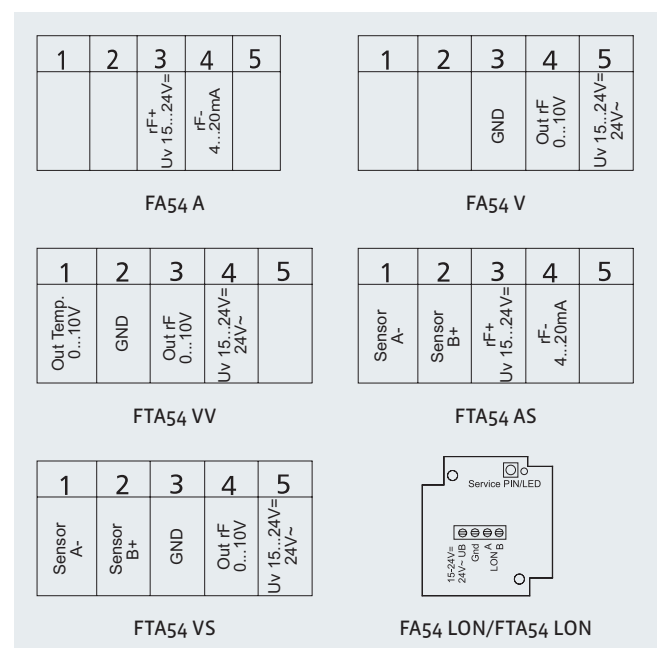 1 2 3 4 5
rF+
Uv 15...24V=
rF-
4...20mA
FA54 A
1 2 3 4 5
GND
Out rF
0...10V
Uv 15...24V=
24V~
FA54 V
1 2 3 4 5
Out Temp.
0...10V
GND
Out rF
0...10V
Uv 15...24V=
24V~
FTA54 VV
1 2 3 4 5
Sensor
A-
Sensor
B+
rF+
Uv 15...24V=
rF-
4...20mA
FTA54 AS
1 2 3 4 5
Sensor
A-
Sensor
B+
GND
Out rF
0...10V
Uv 15...24V=
24V~
FTA54 VS
Service PIN/LED
15-24V=
24V~ UB
Gnd
A
LON
B
FA54 LON/FTA54 LON